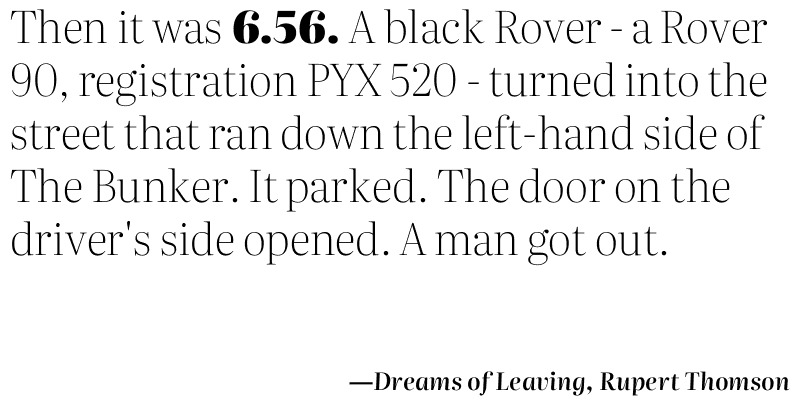 Then it was 6.56. A black Rover - a Rover
90, registration PYX 520 - turned into the
street that ran down the left-hand side of
The Bunker. It parked. The door on the
driver's side opened. A man got out.
—Dreams of Leaving, Rupert Thomson